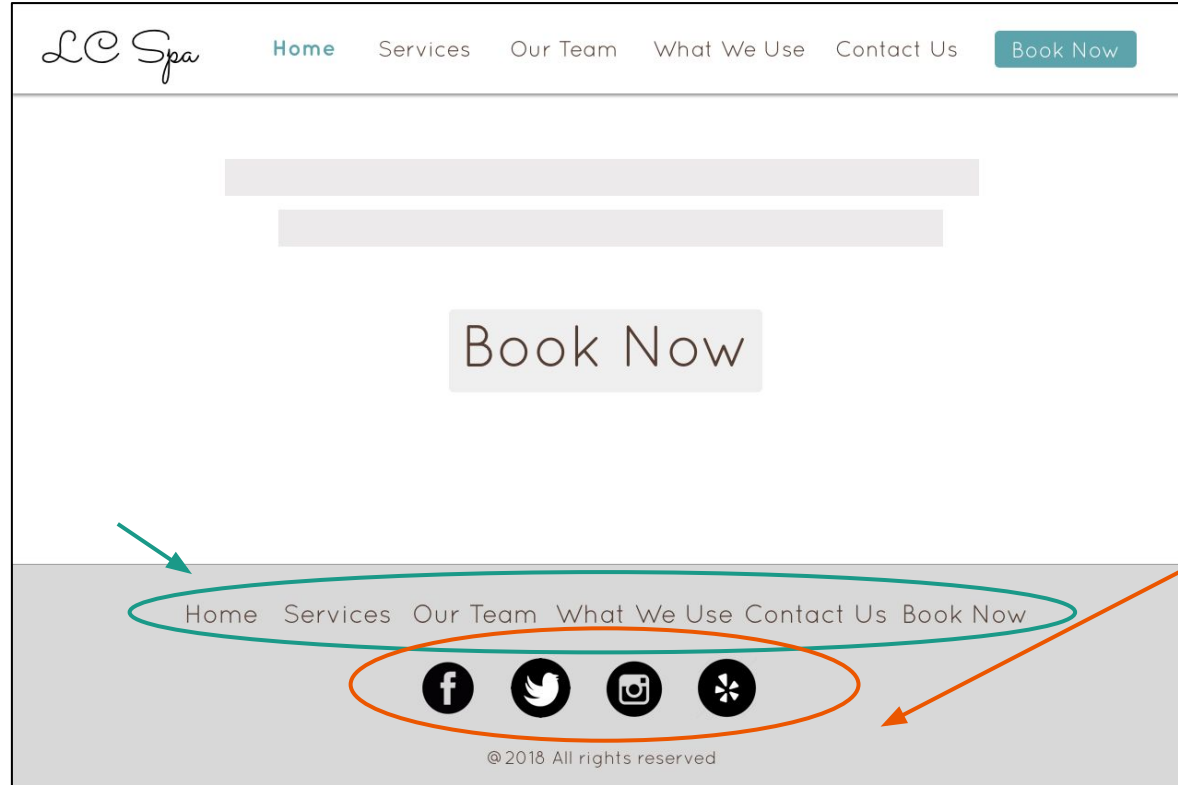 LC Spa Home Services Our Team What We Use Contact Us Book Now
Book Now
Home Services Our Team What We Use Contact Us Book Now
@2018 All rights reserved